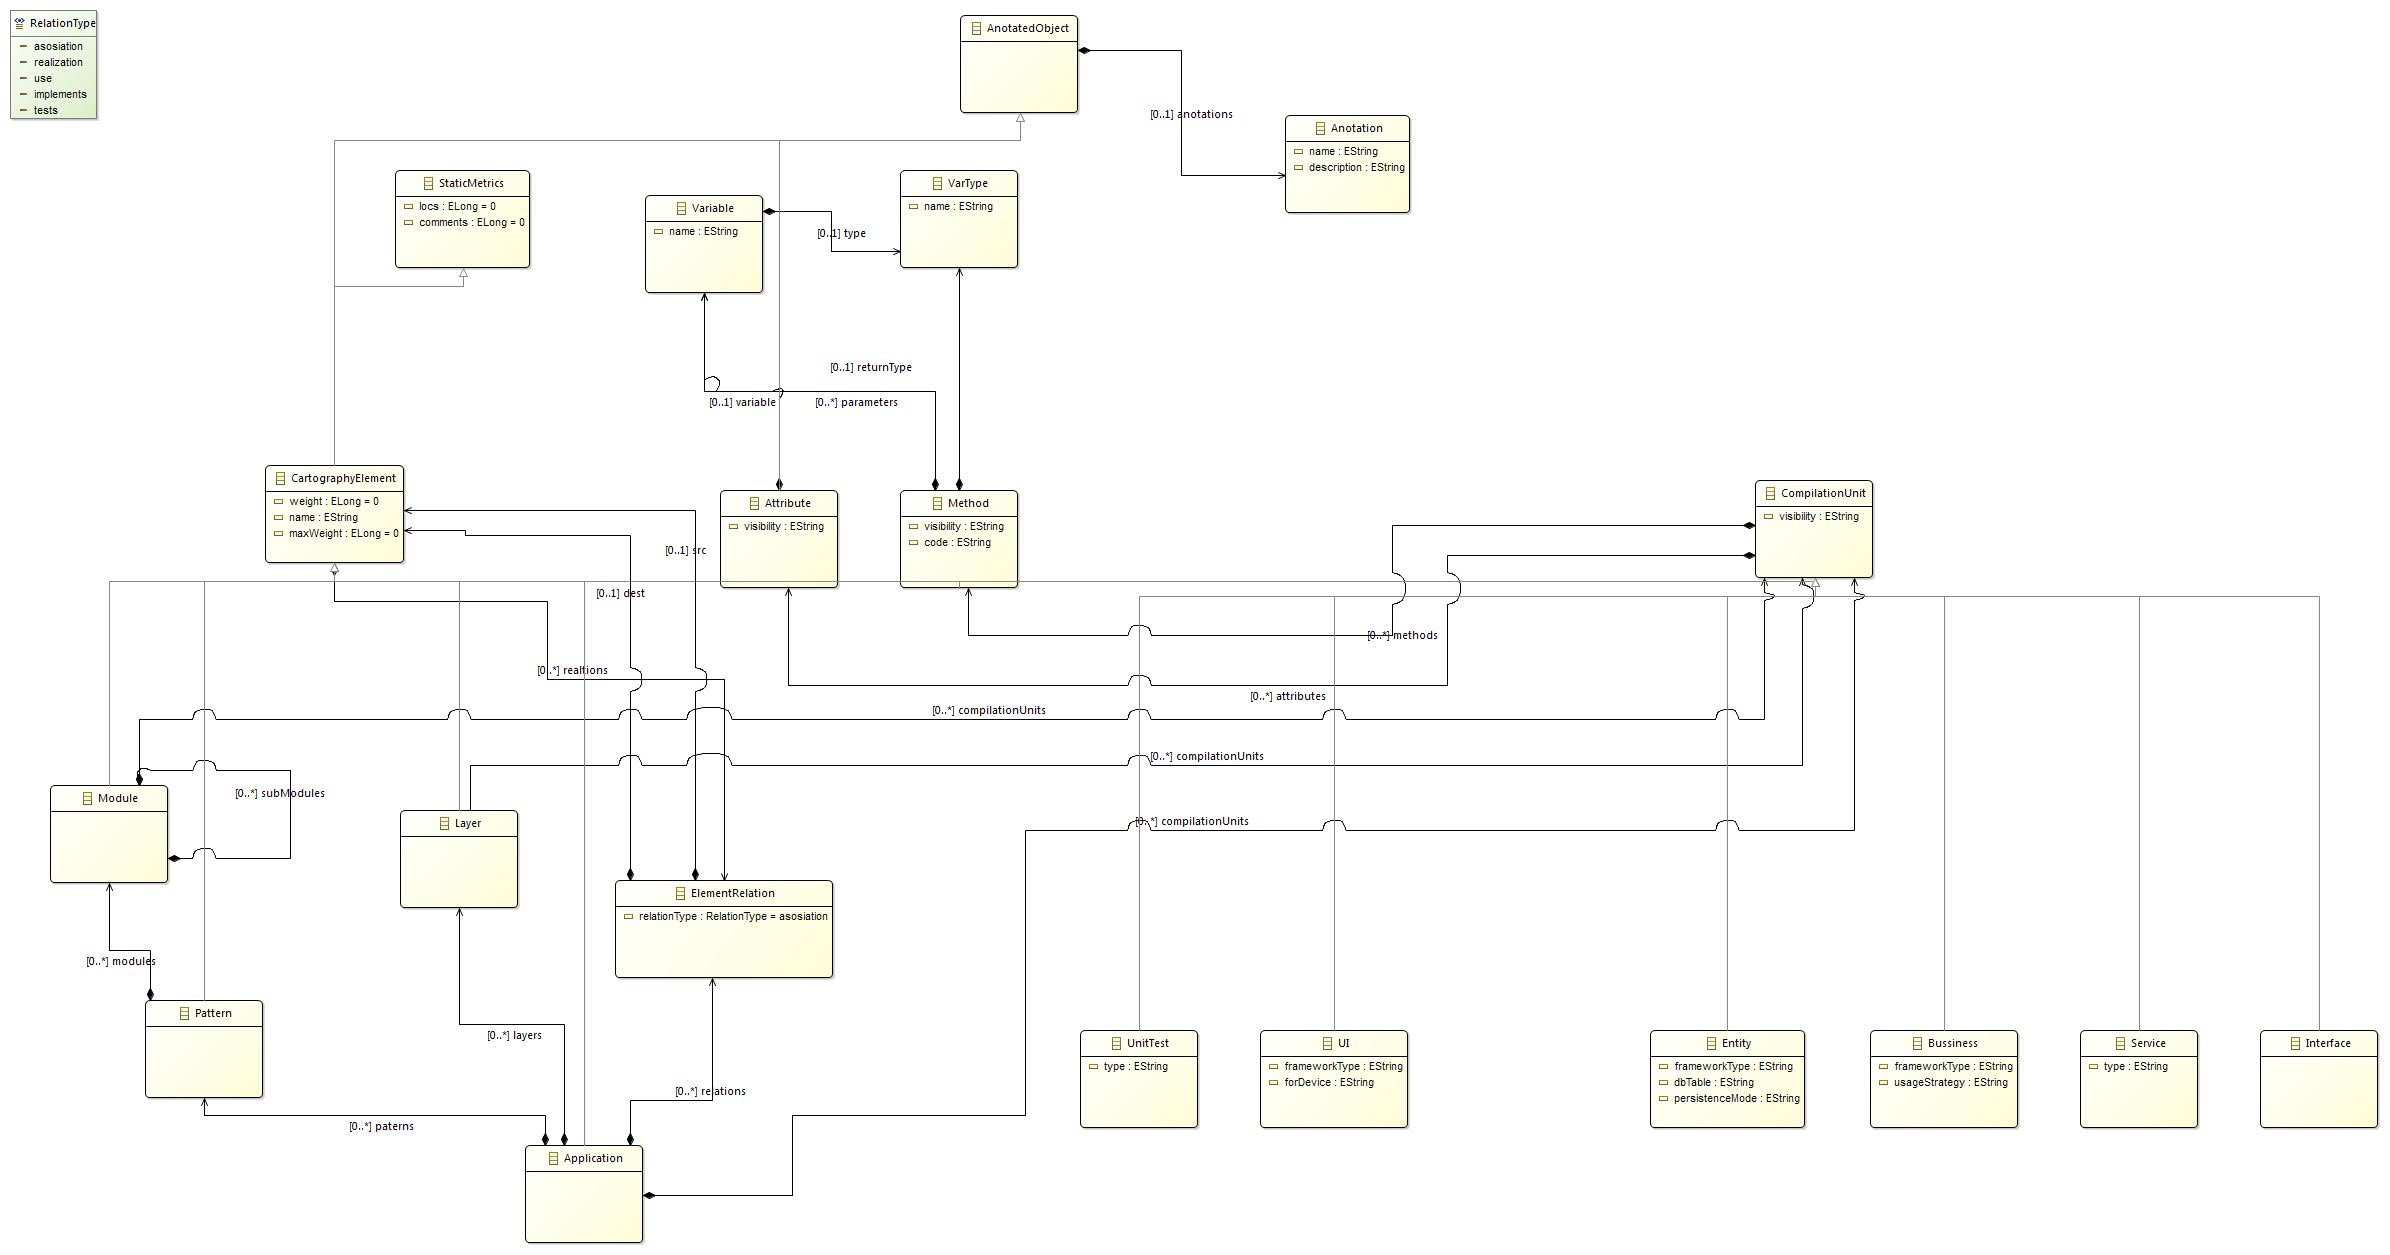 RelationType
asosiation
realization
use
implements
tests
AnotatedObject
[0..1] anotations
Anotation
name : EString
description : EString
StaticMetrics
locs : ELong = 0
comments : ELong = 0
Variable
name : EString
[0..1] type
VarType
name : EString
[0..1] returnType
[0..1] variable
[0..*] parameters
CartographyElement
weight : ELong = 0
name : EString
maxWeight : ELong = 0
Attribute
visibility : EString
Method
visibility : EString
code : EString
CompilationUnit
visibility : EString
[0..1] src
[0..1] dest
[0..*] methods
[0..*] realtions
[0..*] attributes
[0..*] compilationUnits
[0..*] compilationUnits
[0..*] subModules
Module
Layer
[0..*] compilationUnits
ElementRelation
relationType : RelationType = asosiation
[0..*] modules
Pattern
[0..*] layers
[0..*] relations
[0..*] paterns
UnitTest
type : EString
UI
frameworkType : EString
forDevice : EString
Entity
frameworkType : EString
dbTable : EString
persistenceMode : EString
Bussiness
frameworkType : EString
usageStrategy : EString
Service
type : EString
Interface
Application